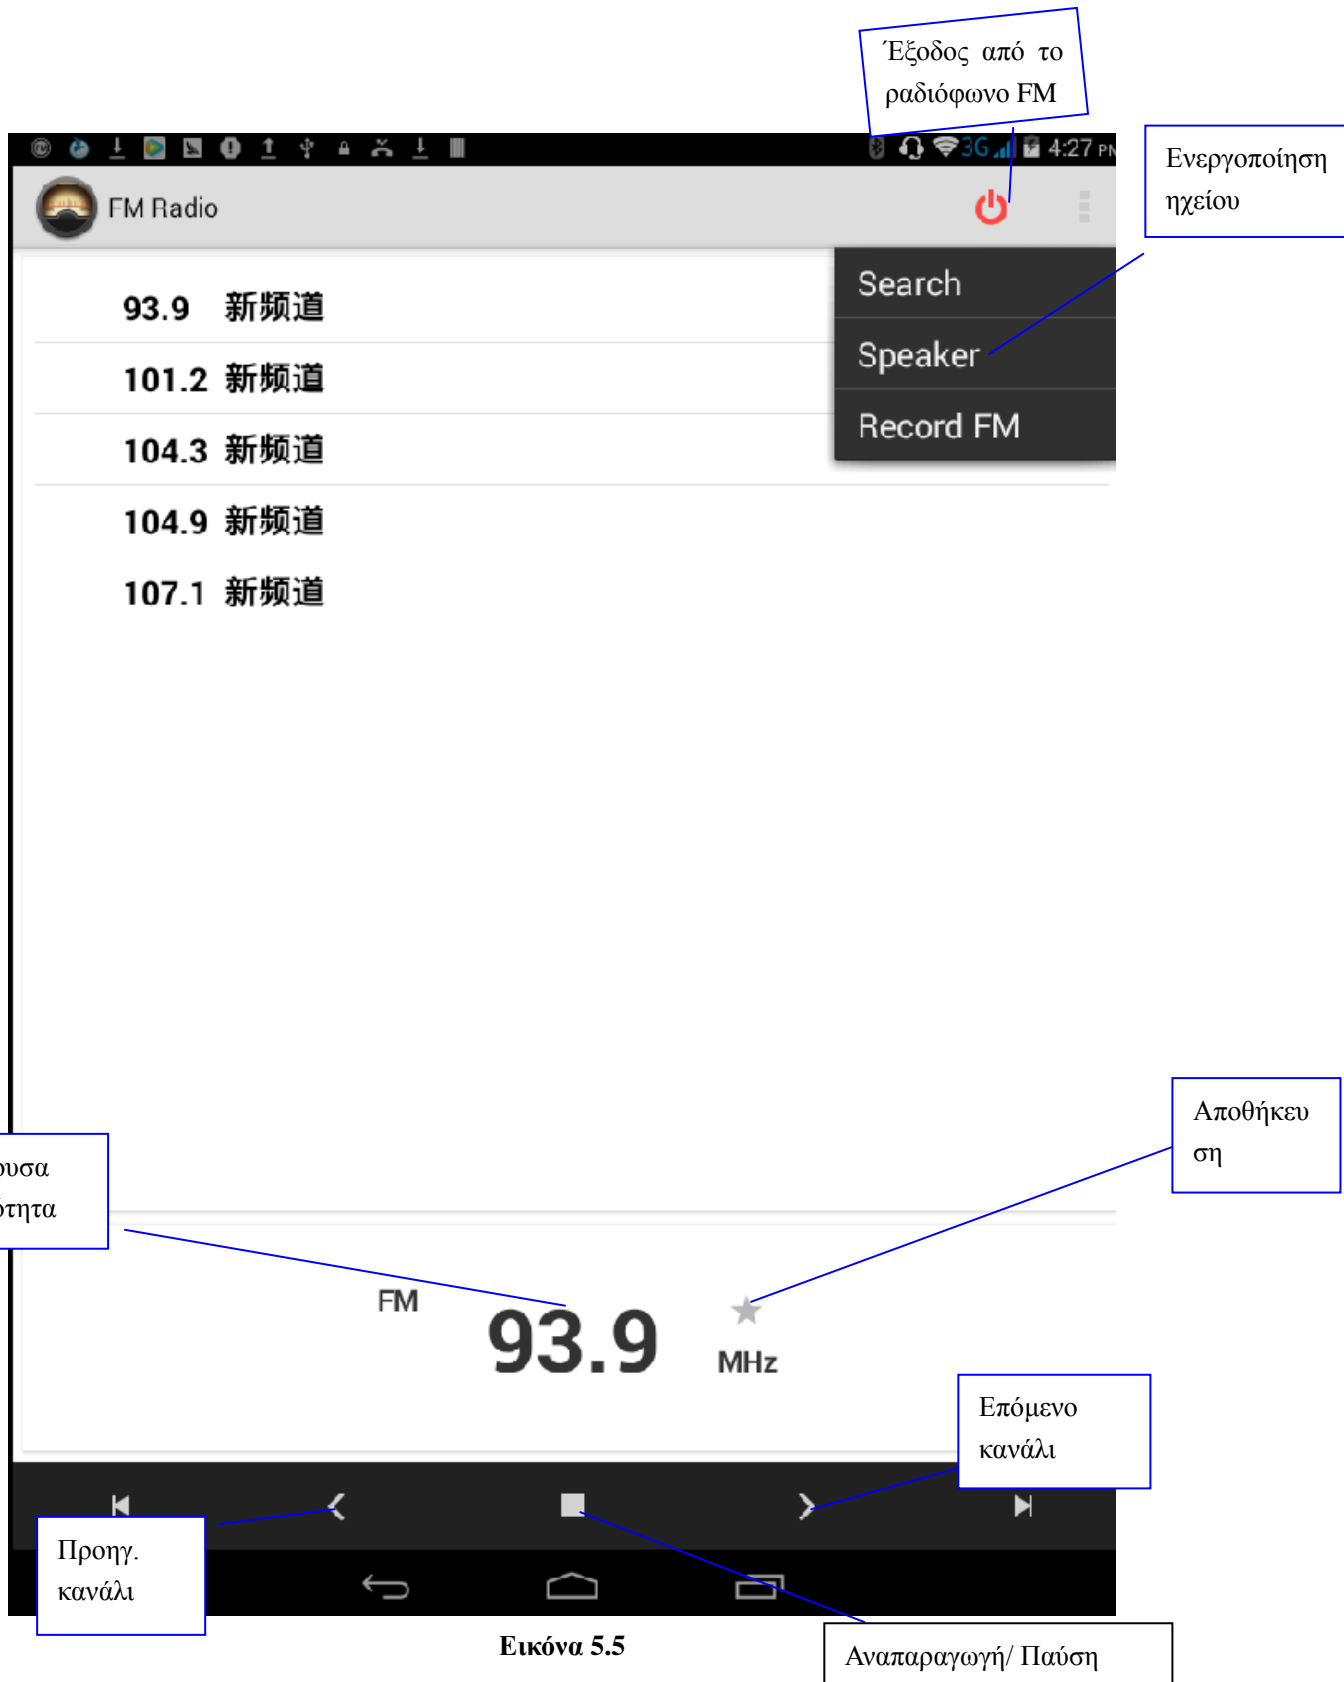 Έξοδος από το
ραδιόφωνο FM
3G 4:27 PM
Ενεργοποίηση
ηχείου
FM Radio
Search
Speaker
Record FM
93.9 新频道
101.2 新频道
104.3 新频道
104.9 新频道
107.1 新频道
Αποθήκευ
ση
FM
93.9
MHz
Επόμενο
κανάλι
Προηγ.
κανάλι
Εικόνα 5.5
Αναπαραγωγή/ Παύση